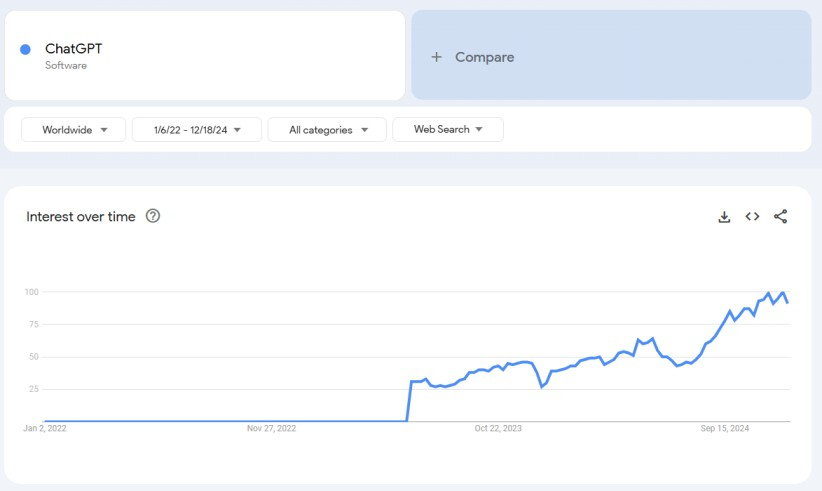 ChatGPT
Software
+ Compare
Worldwide
1/6/22 - 12/18/24
All categories
Web Search
Interest over time ?
100
75
50
25
Jan 2, 2022
Nov 27, 2022
Oct 22, 2023
Sep 15, 2024